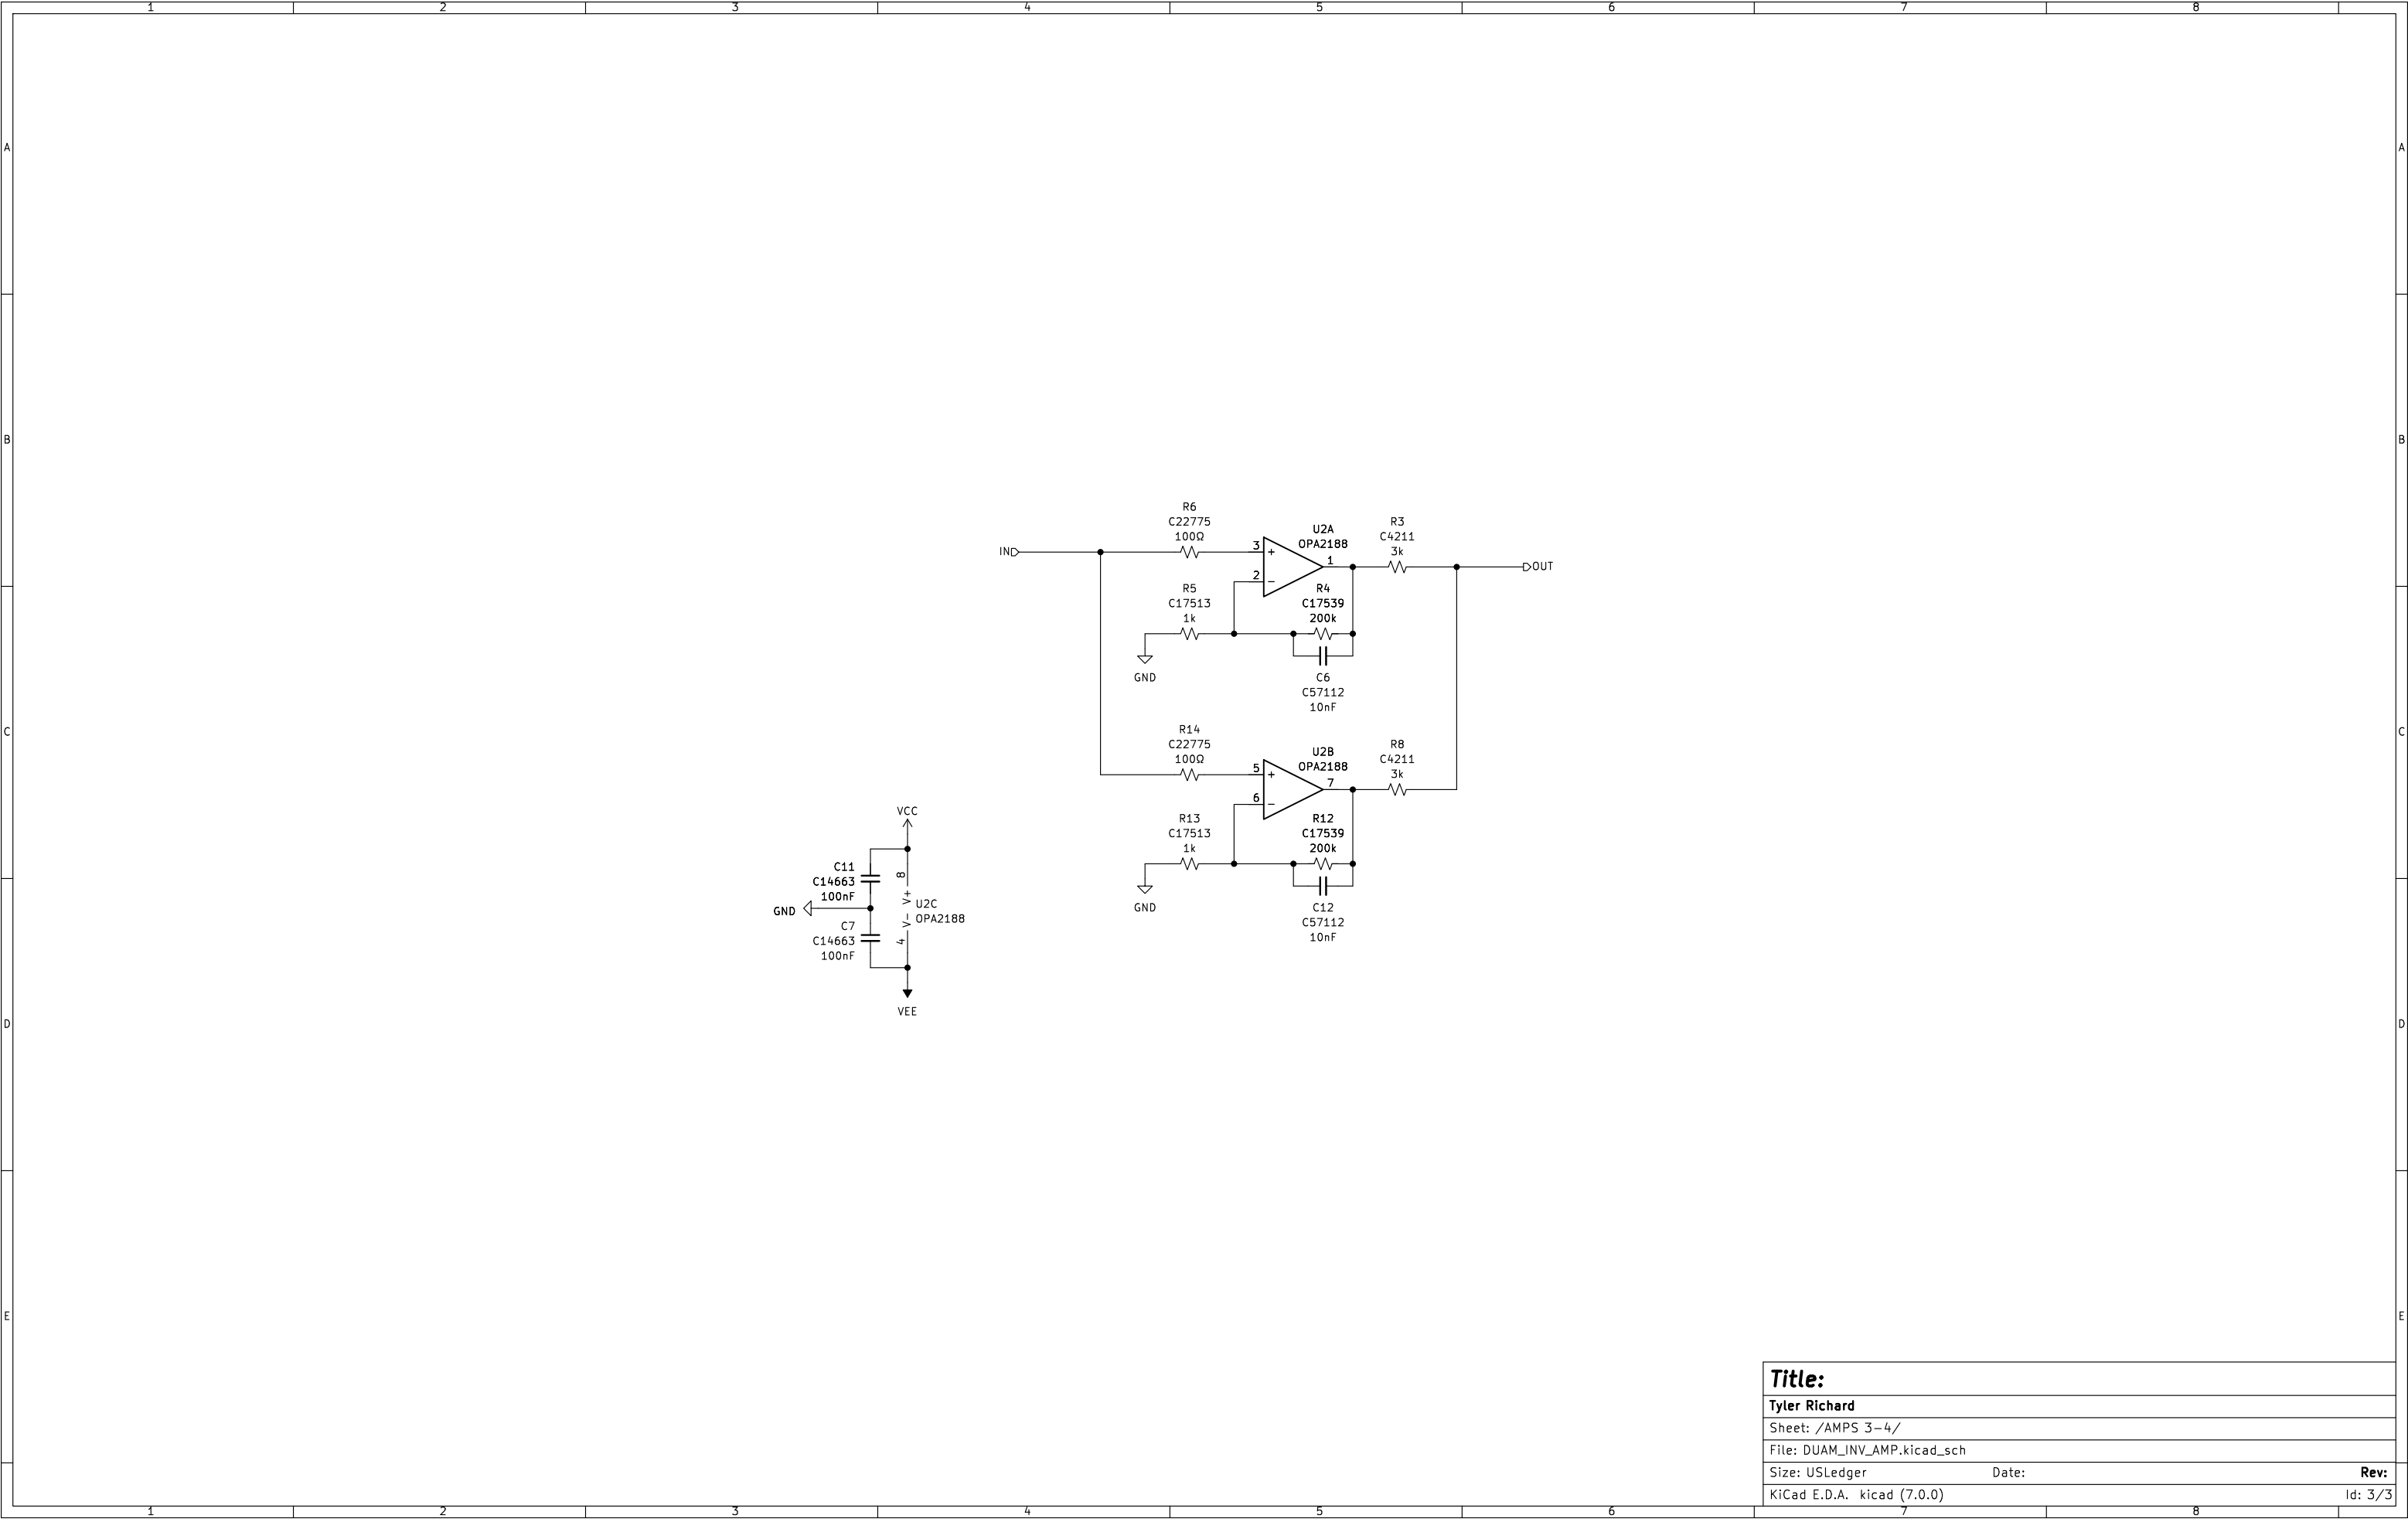 1 2 3 4 5 6 7 8
A A
B B
R6
C22775
100Ω
IN
U2A
OPA2188
3
+
2
−
1
R3
C4211
3k
OUT
R5
C17513
1k
R4
C17539
200k
GND
C6
C57112
10nF
C C
R14
C22775
100Ω
U2B
OPA2188
5
+
6
−
7
R8
C4211
3k
R13
C17513
1k
R12
C17539
200k
GND
C12
C57112
10nF
VCC
C11
C14663
100nF
8
V+
GND
U2C
OPA2188
V-
4
C7
C14663
100nF
VEE
D D
E E
Title:
Tyler Richard
Sheet: /AMPS 3-4/
File: DUAM_INV_AMP.kicad_sch
Size: USLedger Date: Rev:
KiCad E.D.A. kicad (7.0.0) Id: 3/3
1 2 3 4 5 6 7 8